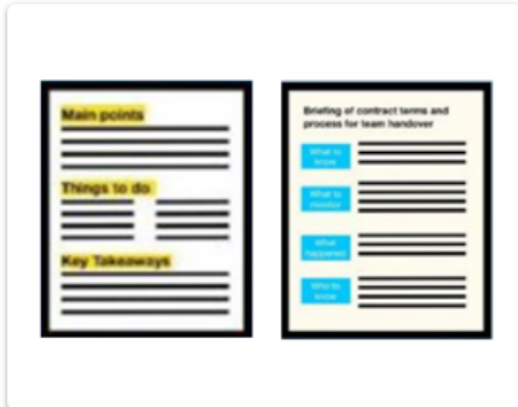 Main points
Things to do
Key Takeaways
Briefing of contract terms and
process for team handover
What to
know
What to
monitor
What
happened
Who to
know